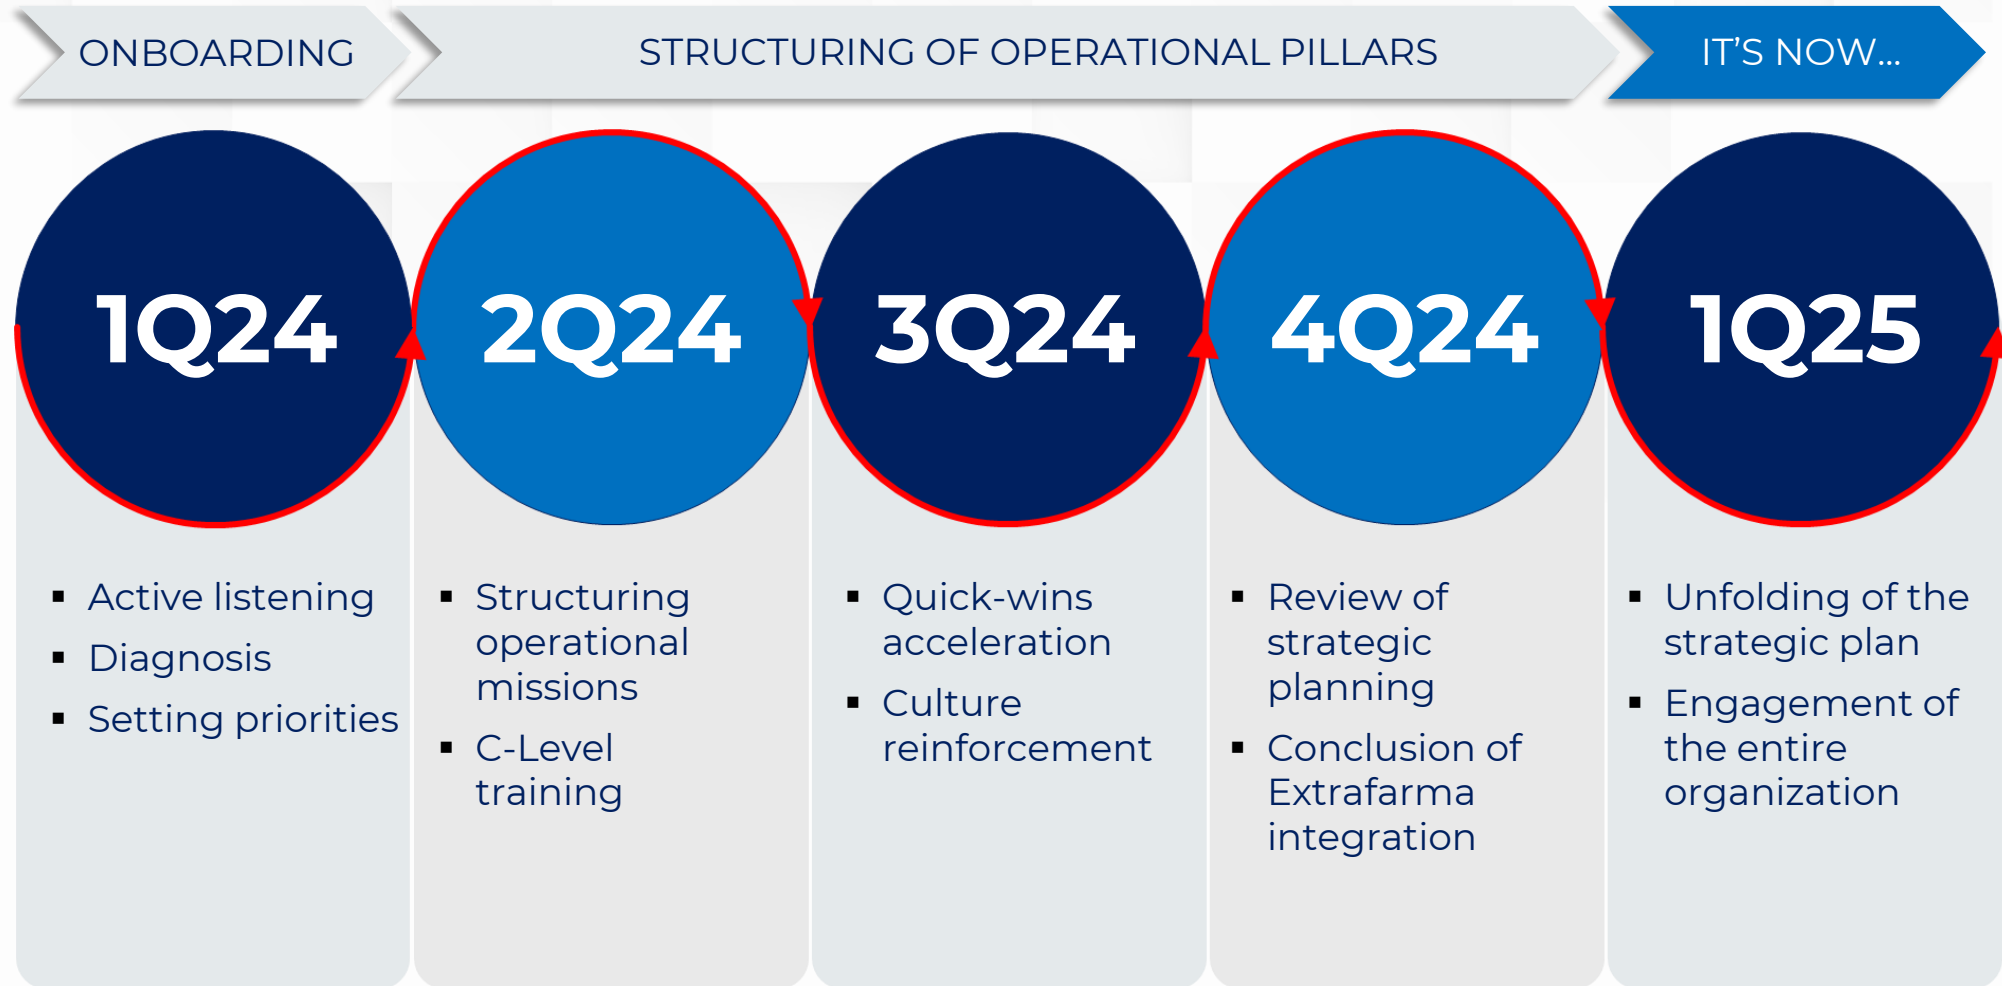 ONBOARDING
STRUCTURING OF OPERATIONAL PILLARS
IT'S NOW...
1Q24
2Q24
3Q24
4Q24
1Q25
▪ Active listening
▪ Diagnosis
▪ Setting priorities
▪ Structuring
operational
missions
▪ C-Level
training
▪ Quick-wins
acceleration
▪ Culture
reinforcement
▪ Review of
strategic
planning
▪ Conclusion of
Extrafarma
integration
▪ Unfolding of the
strategic plan
▪ Engagement of
the entire
organization